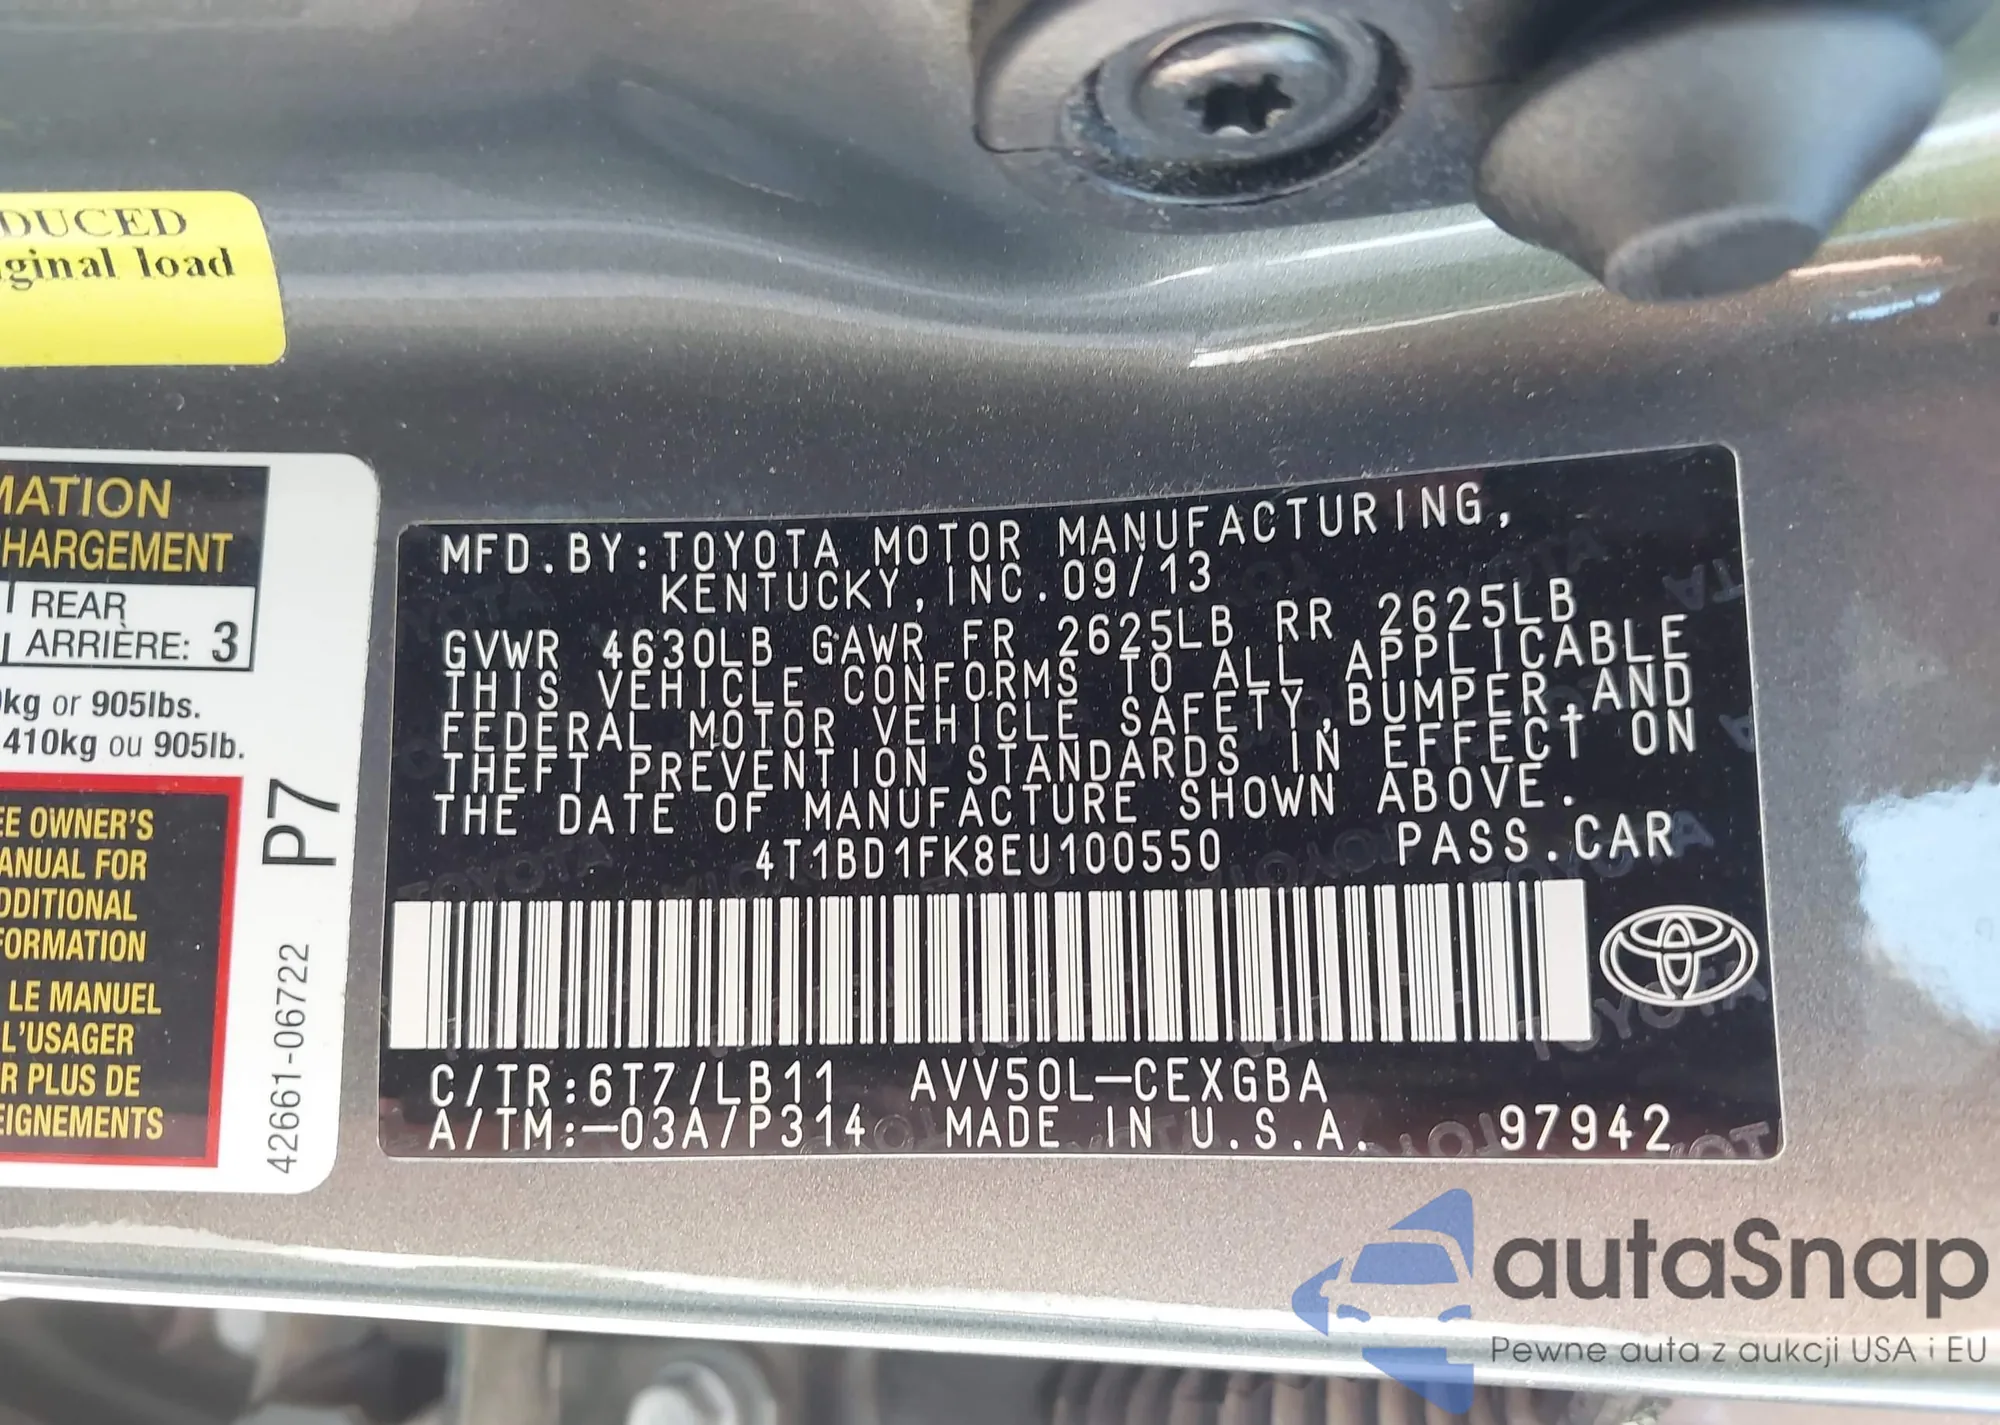 DUCED
ginal load
MATION
HARGEMENT
REAR
ARRIÈRE: 3
kg or 905lbs.
410kg ou 905lb.
EE OWNER'S
ANUAL FOR
DDITIONAL
FORMATION
LE MANUEL
L'USAGER
R PLUS DE
EIGNEMENTS
P7
42661-06722
MFD.BY:TOYOTA MOTOR MANUFACTURING,
KENTUCKY, INC. 09/13
GVWR 4630LB GAWR FR 2625LB RR 2625LB
THIS VEHICLE CONFORMS TO ALL APPLICABLE
FEDERAL MOTOR VEHICLE SAFETY,BUMPER,AND
THEFT PREVENTION STANDARDS IN EFFECT ON
THE DATE OF MANUFACTURE SHOWN ABOVE.
4T1BD1FK8EU100550 PASS.CAR
C/TR:6T7/LB11 AVV50L-CEXGBA
A/TM:-03A/P314 MADE IN U.S.A. 97942
autaSnap
Pewne auta z aukcji USA i EU